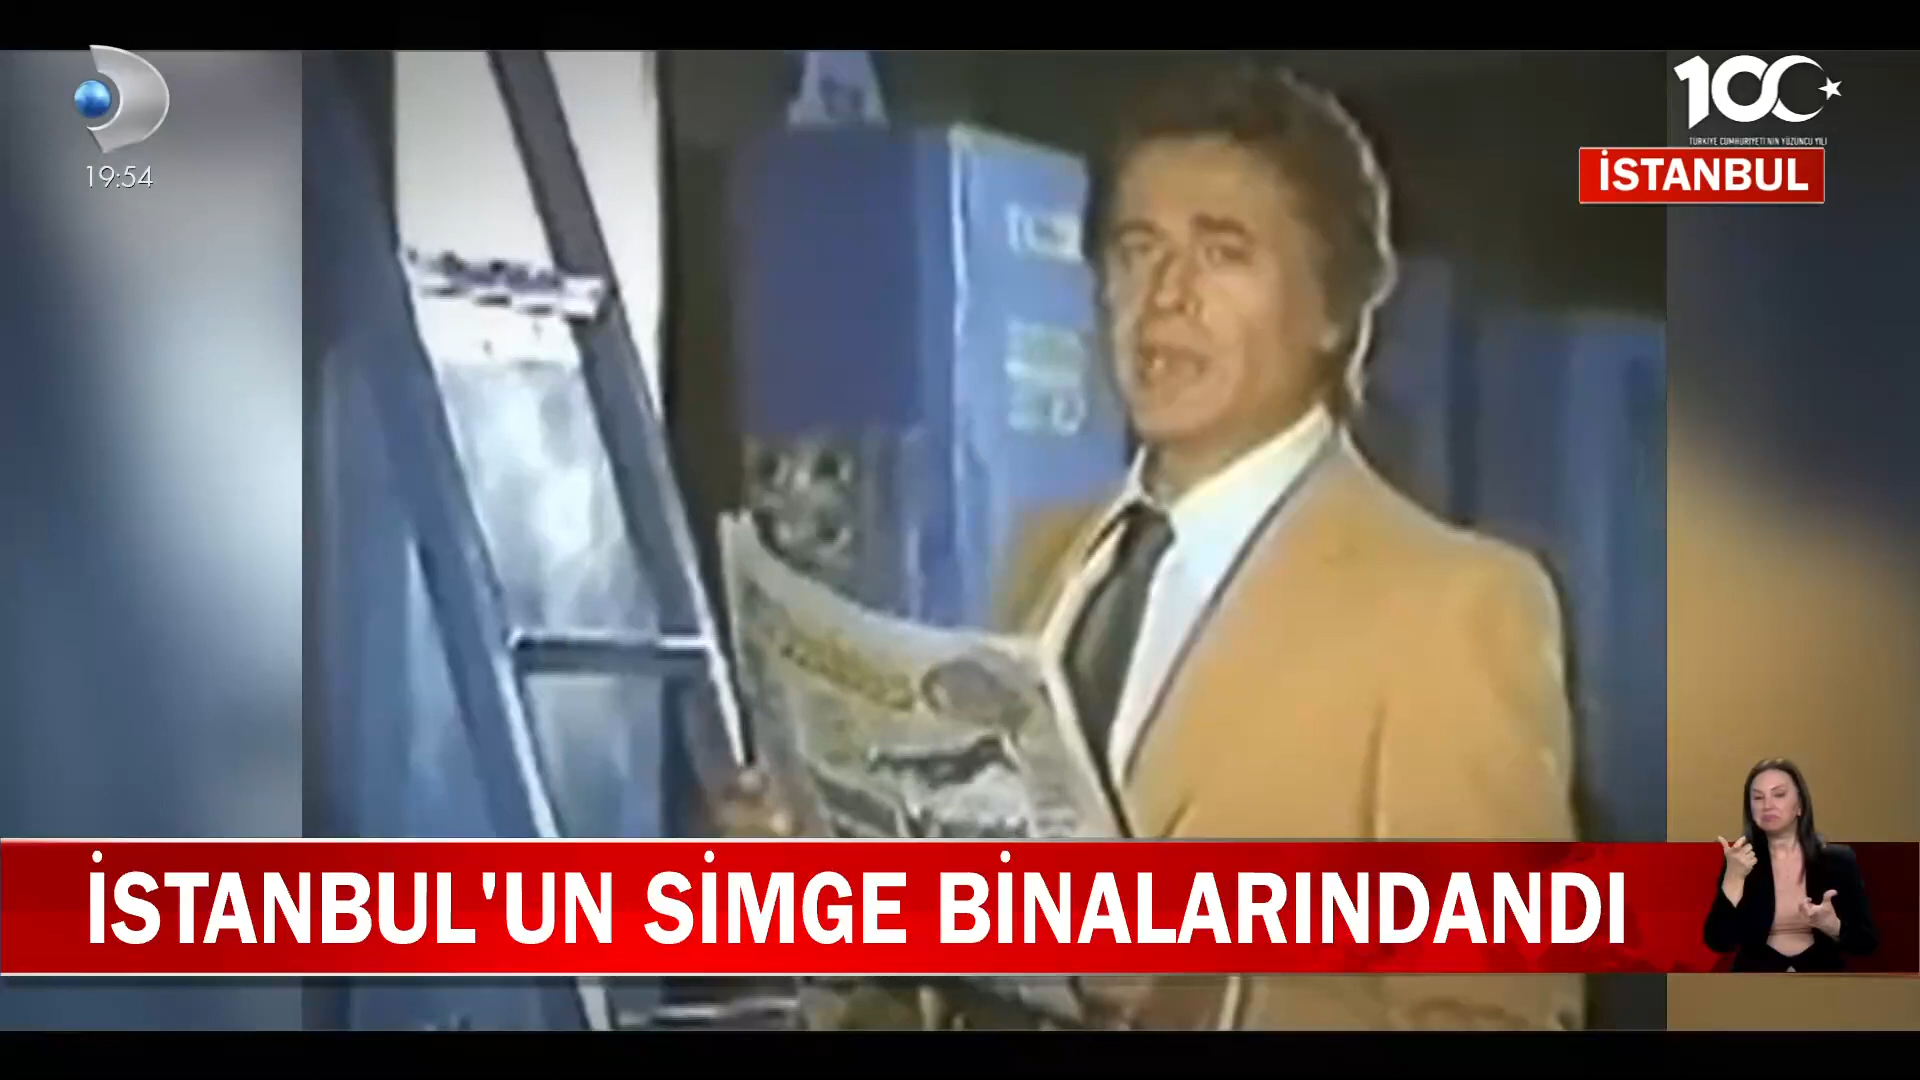 19:54
100
TÜRKİYE CUMHURİYETİ'NİN YÜZÜNCÜ YILI
İSTANBUL
İSTANBUL'UN SİMGE BİNALARINDANDI